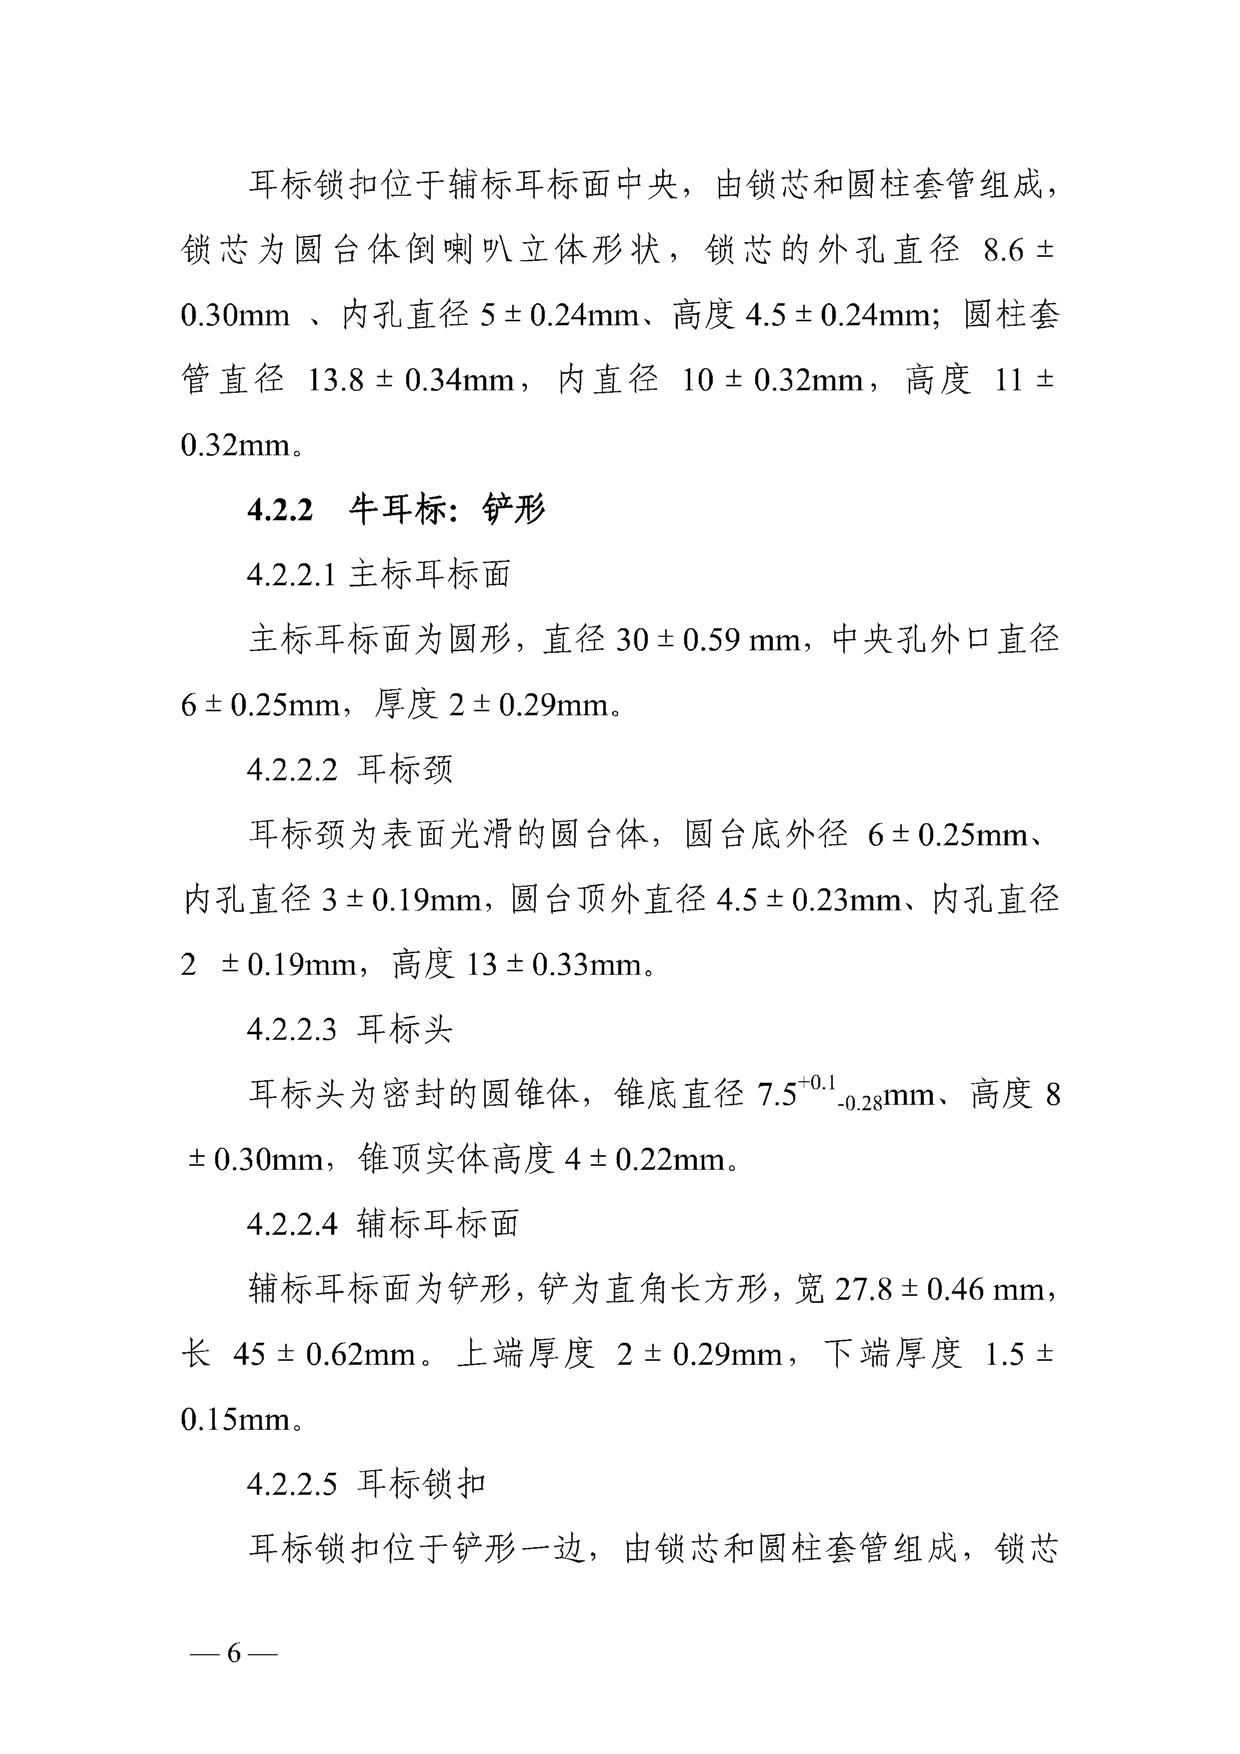 耳标锁扣位于辅标耳标面中央，由锁芯和圆柱套管组成，
锁芯为圆台体倒喇叭立体形状，锁芯的外孔直径 8.6 ±
0.30mm 、内孔直径 5 ± 0.24mm、高度 4.5 ± 0.24mm；圆柱套
管直径 13.8 ± 0.34mm，内直径 10 ± 0.32mm，高度 11 ±
0.32mm。
4.2.2 牛耳标：铲形
4.2.2.1 主标耳标面
主标耳标面为圆形，直径 30 ± 0.59 mm，中央孔外口直径
6 ± 0.25mm，厚度 2 ± 0.29mm。
4.2.2.2 耳标颈
耳标颈为表面光滑的圆台体，圆台底外径 6 ± 0.25mm、
内孔直径 3 ± 0.19mm，圆台顶外直径 4.5 ± 0.23mm、内孔直径
2 ± 0.19mm，高度 13 ± 0.33mm。
4.2.2.3 耳标头
耳标头为密封的圆锥体，锥底直径 7.5+0.1-0.28mm、高度 8
± 0.30mm，锥顶实体高度 4 ± 0.22mm。
4.2.2.4 辅标耳标面
辅标耳标面为铲形，铲为直角长方形，宽 27.8 ± 0.46 mm，
长 45 ± 0.62mm。上端厚度 2 ± 0.29mm，下端厚度 1.5 ±
0.15mm。
4.2.2.5 耳标锁扣
耳标锁扣位于铲形一边，由锁芯和圆柱套管组成，锁芯
— 6 —